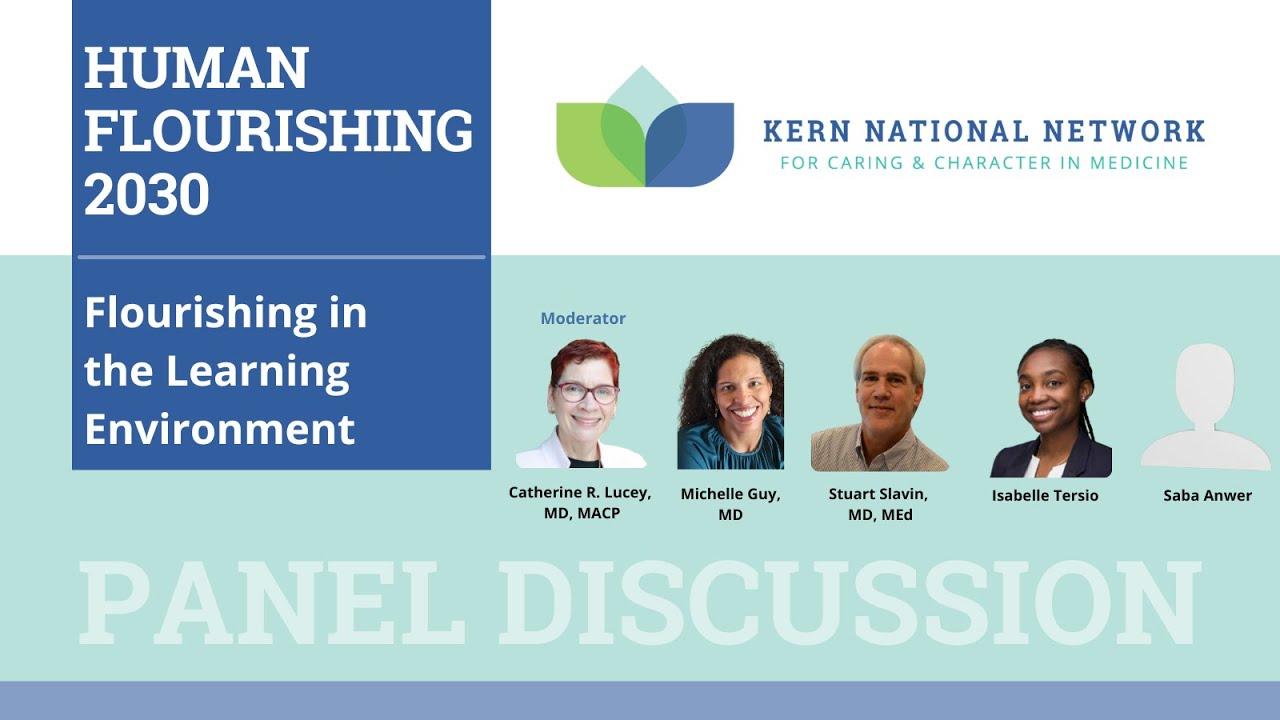 HUMAN
FLOURISHING
2030
Flourishing in
the Learning
Environment
KERN NATIONAL NETWORK
FOR CARING & CHARACTER IN MEDICINE
Moderator
Catherine R. Lucey,
MD, MACP
Michelle Guy,
MD
Stuart Slavin,
MD, MEd
Isabelle Tersio
Saba Anwer
PANEL DISCUSSION